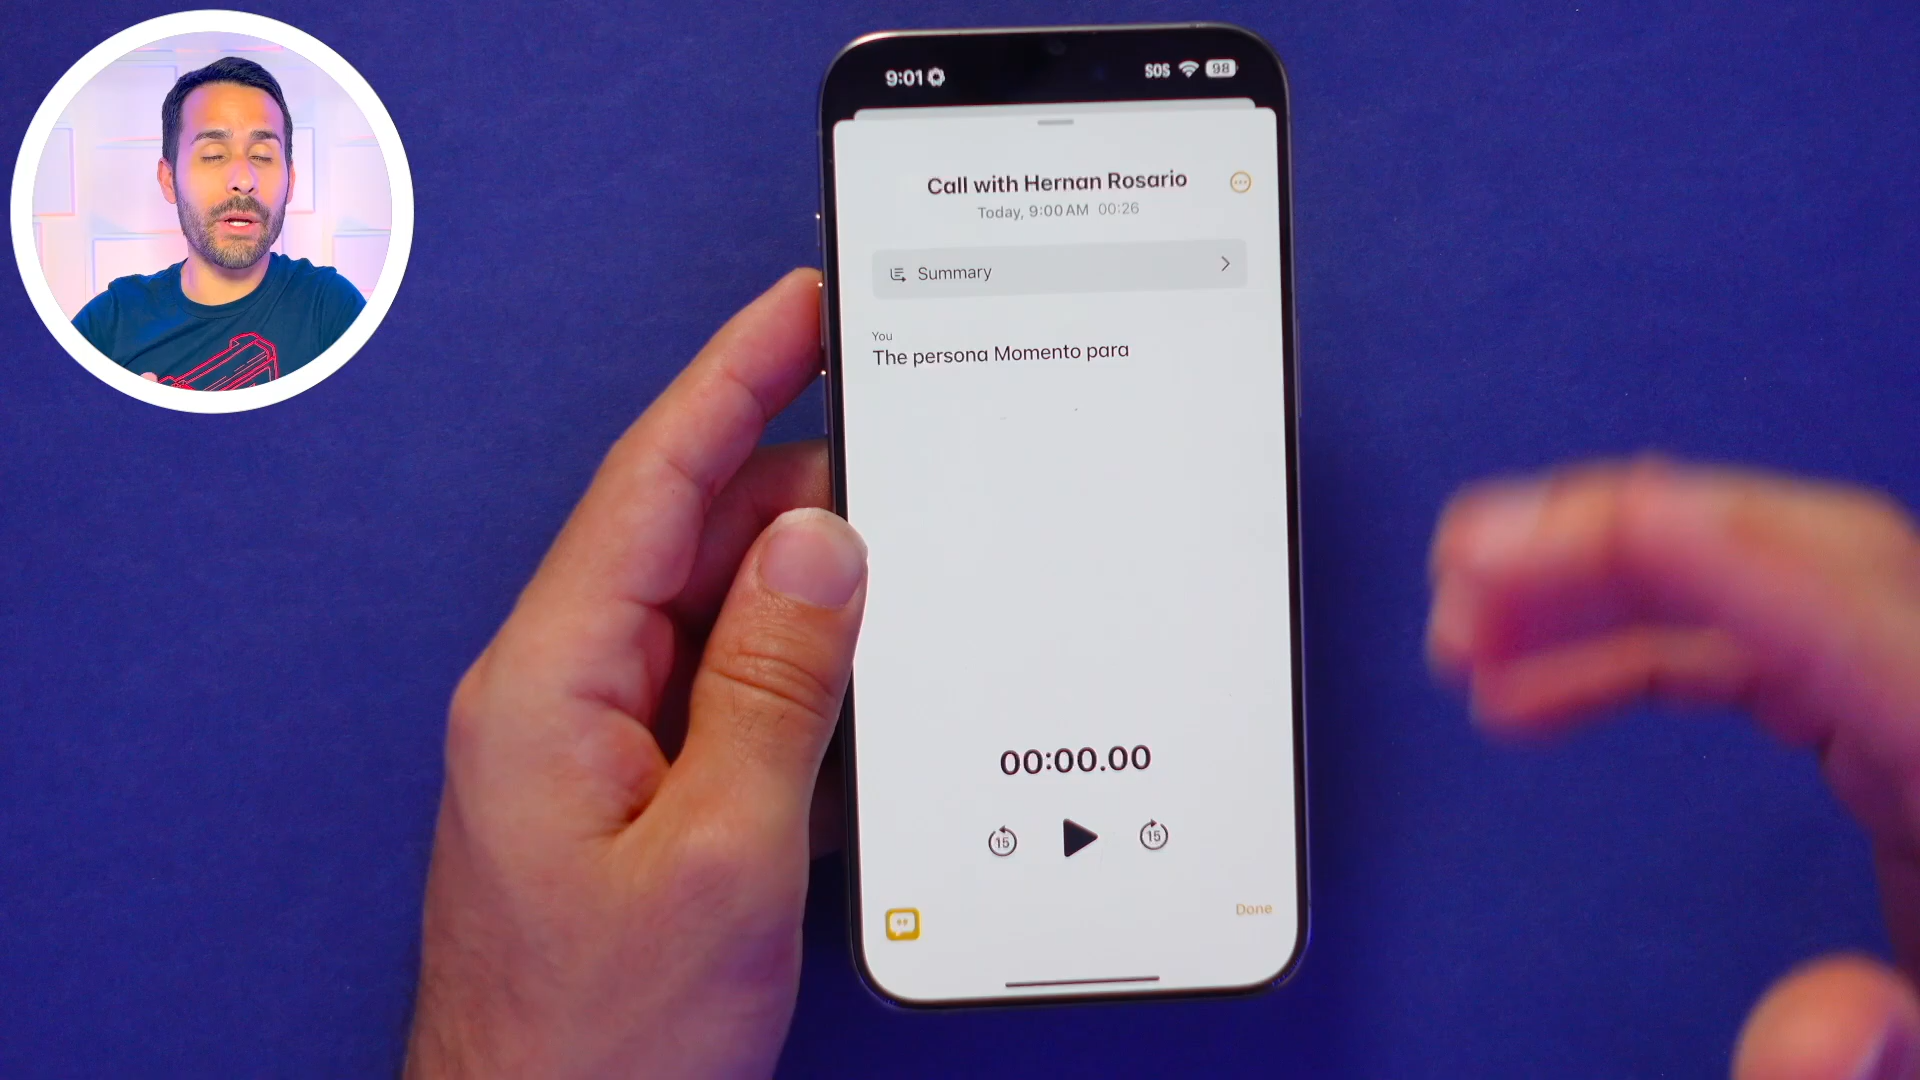 9:01
SOS 98
Call with Hernan Rosario
Today, 9:00 AM 00:26
Summary
You
The persona Momento para
00:00.00
15 15
Done